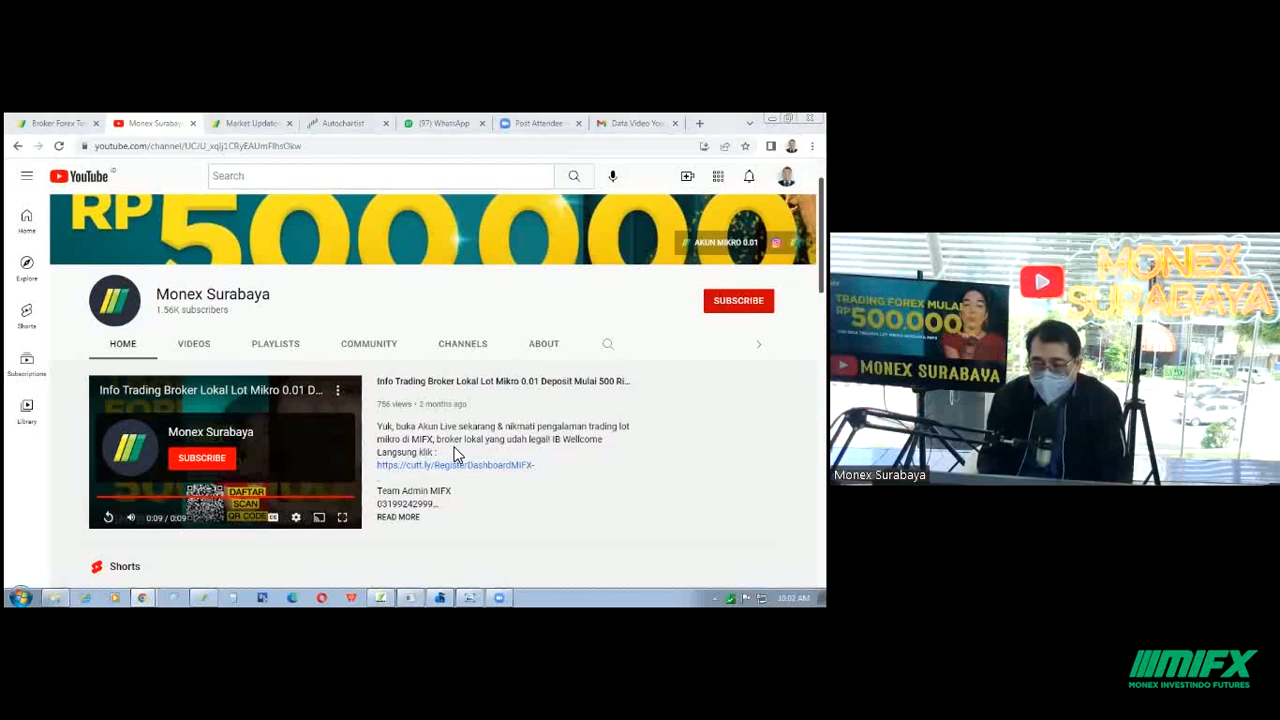 Broker Forex Te
Monex Surabaya
Market Update
Autochartist
(97) WhatsApp
Post Attendee
Data Video You
youtube.com/channel/UCJU_xqlj1CRyEAUmFlhsOkw
YouTube
ID
Search
RP 500,000
AKUN MIKRO 0.01
Home
Explore
Shorts
Subscriptions
Library
Monex Surabaya
1.56K subscribers
SUBSCRIBE
HOME
VIDEOS
PLAYLISTS
COMMUNITY
CHANNELS
ABOUT
Info Trading Broker Lokal Lot Mikro 0.01 D...
Monex Surabaya
SUBSCRIBE
DAFTAR
SCAN
QR CODE
0:09 / 0:09
Info Trading Broker Lokal Lot Mikro 0.01 Deposit Mulai 500 Ri...
756 views • 2 months ago
Yuk, buka Akun Live sekarang & nikmati pengalaman trading lot
mikro di MIFX, broker lokal yang udah legal! IB Wellcome
Langsung klik :
https://cutt.ly/RegisterDashboardMIFX-
.
Team Admin MIFX
03199242999...
READ MORE
Shorts
10:02 AM
MONEX
SURABAYA
TRADING FOREX MULAI
RP 500,000
MONEX SURABAYA
Monex Surabaya
MIFX
MONEX INVESTINDO FUTURES